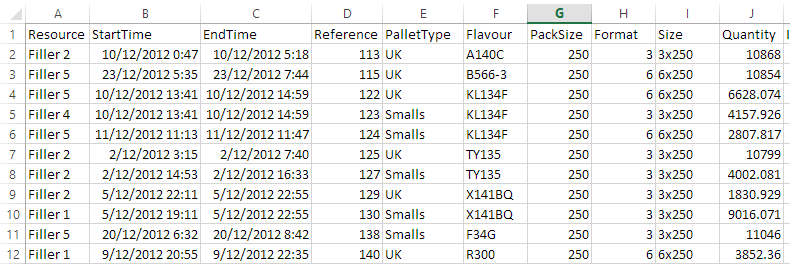 A B C D E F G H I J
1 Resource StartTime EndTime Reference PalletType Flavour PackSize Format Size Quantity
2 Filler 2 10/12/2012 0:47 10/12/2012 5:18 113 UK A140C 250 3 3x250 10868
3 Filler 5 23/12/2012 5:35 23/12/2012 7:44 115 UK B566-3 250 6 6x250 10854
4 Filler 5 10/12/2012 13:41 10/12/2012 14:59 122 UK KL134F 250 6 6x250 6628.074
5 Filler 4 10/12/2012 13:41 10/12/2012 14:59 123 Smalls KL134F 250 3 3x250 4157.926
6 Filler 5 11/12/2012 11:13 11/12/2012 11:47 124 Smalls KL134F 250 6 6x250 2807.817
7 Filler 2 2/12/2012 3:15 2/12/2012 7:40 125 UK TY135 250 3 3x250 10799
8 Filler 2 2/12/2012 14:53 2/12/2012 16:33 127 Smalls TY135 250 3 3x250 4002.081
9 Filler 2 5/12/2012 22:11 5/12/2012 22:55 129 UK X141BQ 250 3 3x250 1830.929
10 Filler 1 5/12/2012 19:11 5/12/2012 22:55 130 Smalls X141BQ 250 3 3x250 9016.071
11 Filler 5 20/12/2012 6:32 20/12/2012 8:42 138 Smalls F34G 250 3 3x250 11046
12 Filler 1 9/12/2012 20:55 9/12/2012 22:35 140 UK R300 250 6 6x250 3852.36